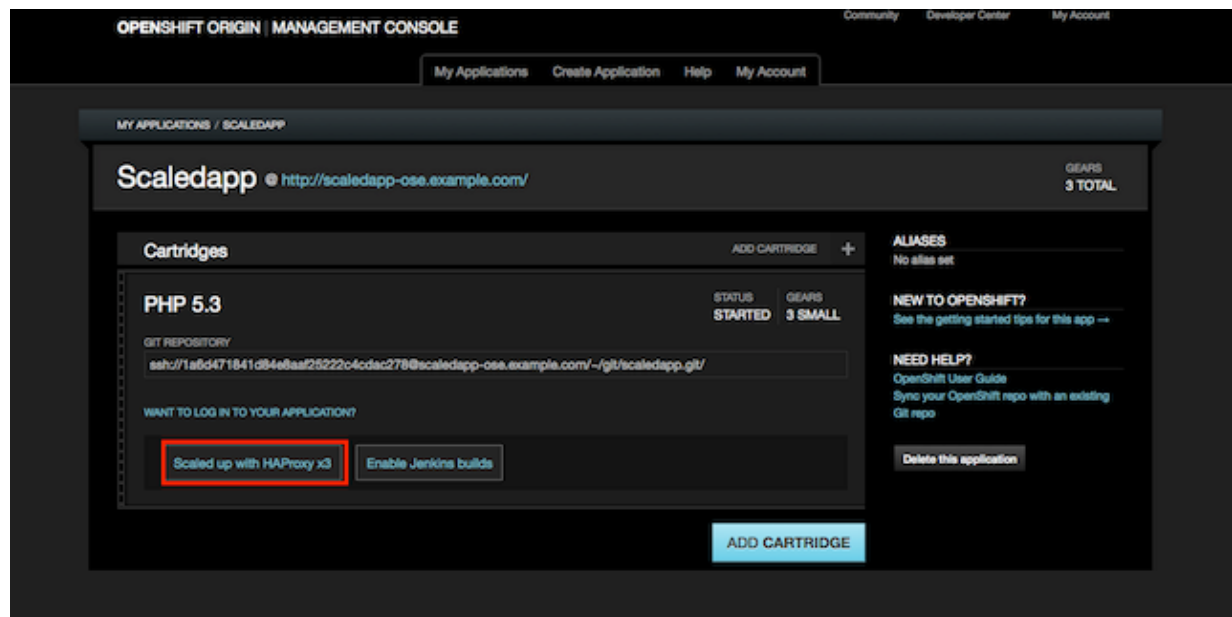 OPENSHIFT ORIGIN | MANAGEMENT CONSOLE
Community Developer Center My Account
My Applications Create Application Help My Account
MY APPLICATIONS / SCALEDAPP
Scaledapp @ http://scaledapp-ose.example.com/
GEARS
3 TOTAL
Cartridges
ADD CARTRIDGE +
PHP 5.3
STATUS GEARS
STARTED 3 SMALL
GIT REPOSITORY
ssh://1a6d471841d84e8aaf25222c4cdac278@scaledapp-ose.example.com/~/git/scaledapp.git/
WANT TO LOG IN TO YOUR APPLICATION?
Scaled up with HAProxy x3 Enable Jenkins builds
ADD CARTRIDGE
ALIASES
No alias set
NEW TO OPENSHIFT?
See the getting started tips for this app →
NEED HELP?
OpenShift User Guide
Sync your OpenShift repo with an existing
Git repo
Delete this application